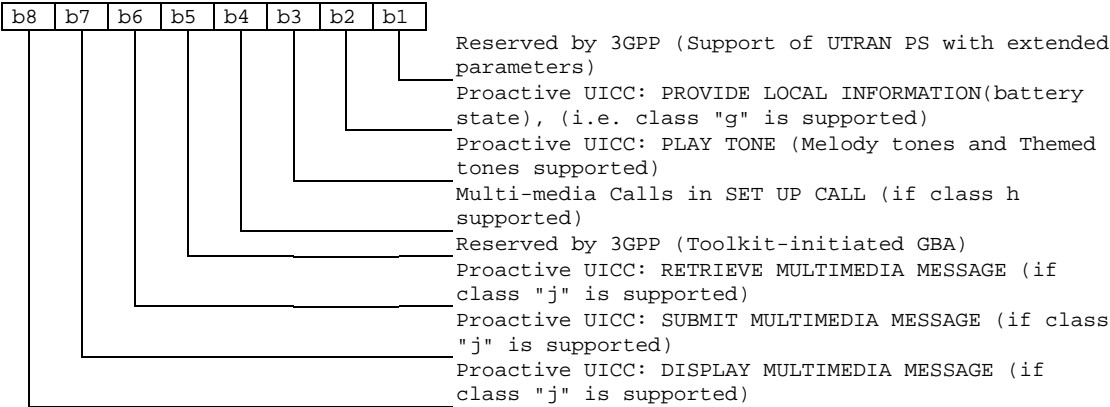 b8 b7 b6 b5 b4 b3 b2 b1
Reserved by 3GPP (Support of UTRAN PS with extended
parameters)
Proactive UICC: PROVIDE LOCAL INFORMATION(battery
state), (i.e. class "g" is supported)
Proactive UICC: PLAY TONE (Melody tones and Themed
tones supported)
Multi-media Calls in SET UP CALL (if class h
supported)
Reserved by 3GPP (Toolkit-initiated GBA)
Proactive UICC: RETRIEVE MULTIMEDIA MESSAGE (if
class "j" is supported)
Proactive UICC: SUBMIT MULTIMEDIA MESSAGE (if class
"j" is supported)
Proactive UICC: DISPLAY MULTIMEDIA MESSAGE (if
class "j" is supported)